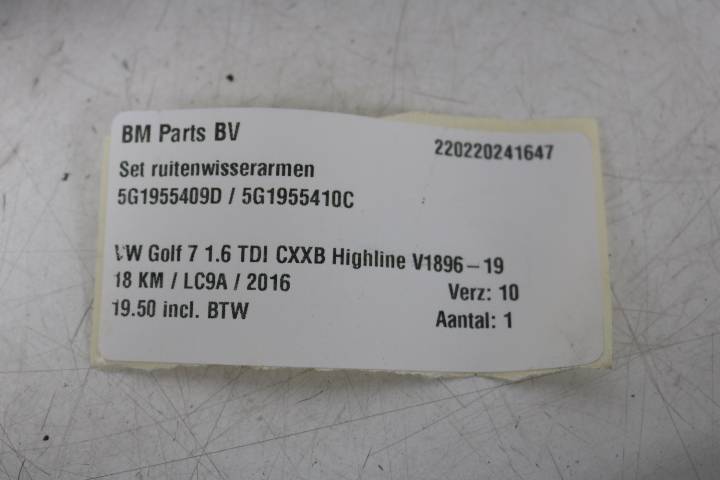 BM Parts BV
220220241647
Set ruitenwisserarmen
5G1955409D / 5G1955410C
VW Golf 7 1.6 TDI CXXB Highline V1896-19
18 KM / LC9A / 2016
Verz: 10
19.50 incl. BTW
Aantal: 1